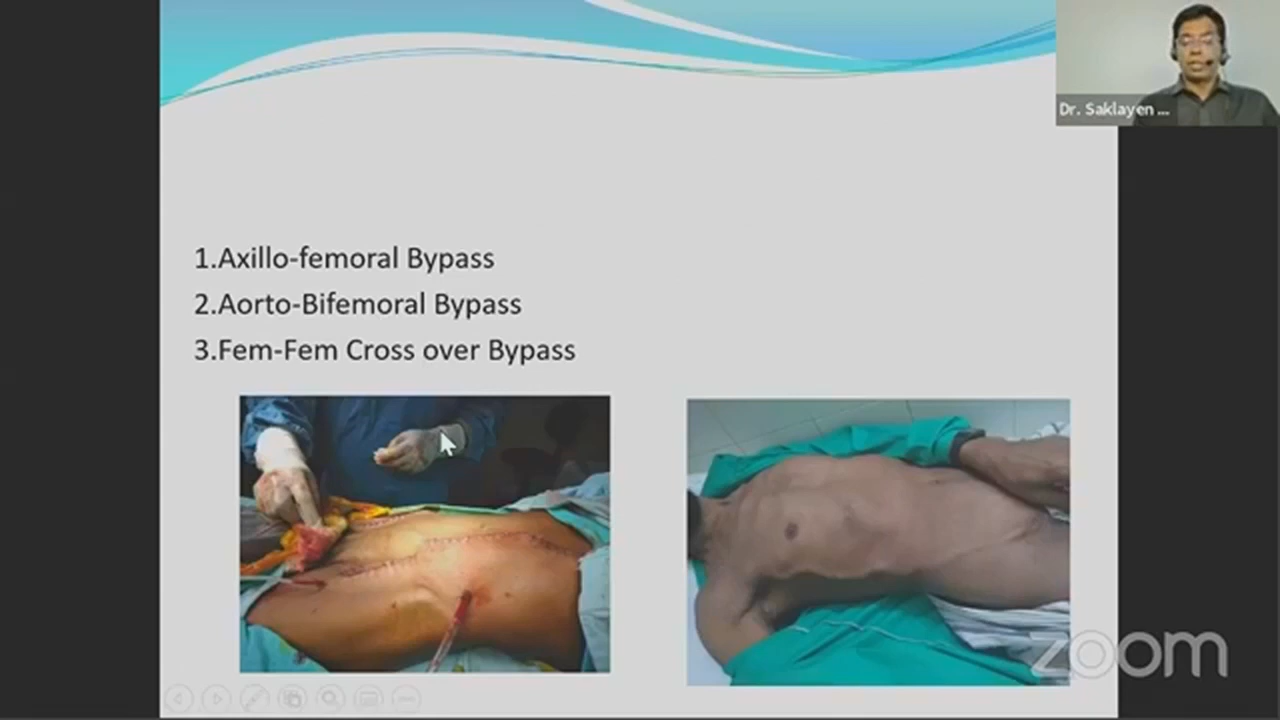 Dr. Saklayen ...
1.Axillo-femoral Bypass
2.Aorto-Bifemoral Bypass
3.Fem-Fem Cross over Bypass
zoom